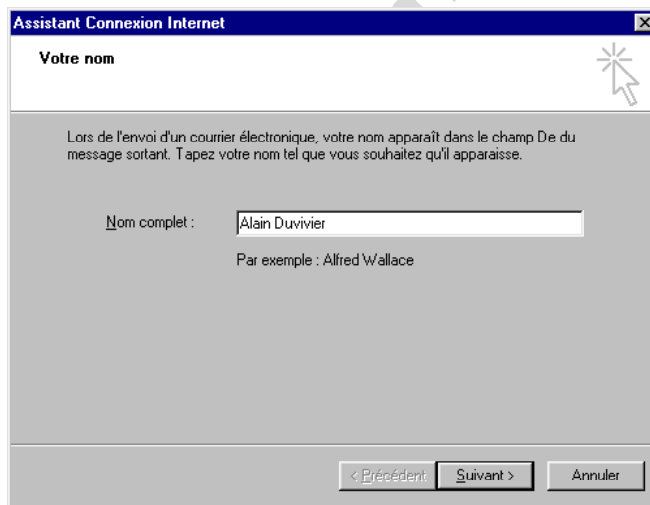 Assistant Connexion Internet
Votre nom
Lors de l'envoi d'un courrier électronique, votre nom apparaît dans le champ De du
message sortant. Tapez votre nom tel que vous souhaitez qu'il apparaisse.
Nom complet : Alain Duvivier
Par exemple : Alfred Wallace
< Précédent Suivant > Annuler